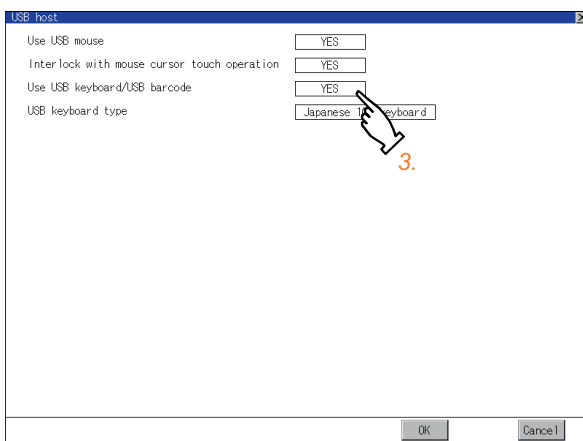 USB host
Use USB mouse YES
Interlock with mouse cursor touch operation YES
Use USB keyboard/USB barcode YES
USB keyboard type Japanese keyboard
3.
OK Cancel